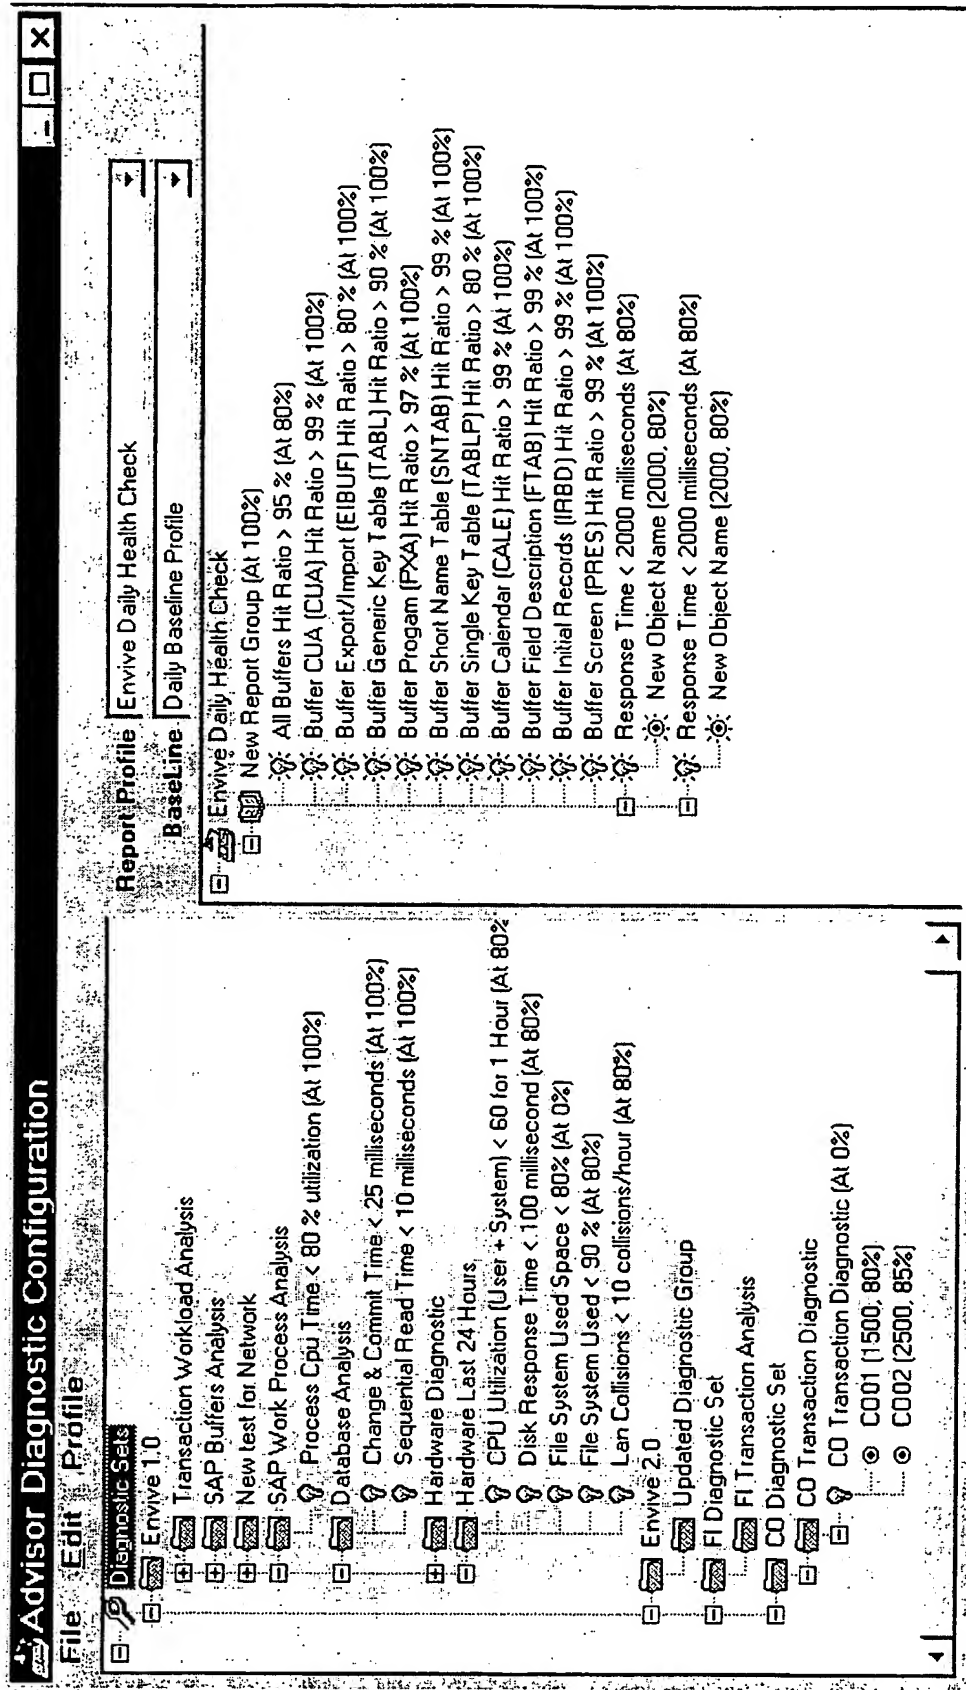 Advisor Diagnostic Configuration
File Edit Profile
Diagnostic Sets
Envive 1.0
Transaction Workload Analysis
SAP Buffers Analysis
New test for Network
SAP Work Process Analysis
Process Cpu Time < 80 % utilization (At 100%)
Database Analysis
Change & Commit Time < 25 milliseconds (At 100%)
Sequential Read Time < 10 milliseconds (At 100%)
Hardware Diagnostic
Hardware Last 24 Hours
CPU Utilization (User + System) < 60 for 1 Hour (At 80%
Disk Response Time < 100 millisecond (At 80%)
File System Used Space < 80% (At 0%)
File System Used < 90 % (At 80%)
Lan Collisions < 10 collisions/hour (At 80%)
Envive 2.0
Updated Diagnostic Group
FI Diagnostic Set
FI Transaction Analysis
CO Diagnostic Set
CO Transaction Diagnostic
CO Transaction Diagnostic (At 0%)
CO01 (1500, 80%)
CO02 (2500, 85%)
Report Profile Envive Daily Health Check
BaseLine Daily Baseline Profile
Envive Daily Health Check
New Report Group (At 100%)
All Buffers Hit Ratio > 95 % (At 80%)
Buffer CUA (CUA) Hit Ratio > 99 % (At 100%)
Buffer Export/Import (EIBUF) Hit Ratio > 80 % (At 100%)
Buffer Generic Key Table (TABL) Hit Ratio > 90 % (At 100%)
Buffer Progam (PXA) Hit Ratio > 97 % (At 100%)
Buffer Short Name Table (SNTAB) Hit Ratio > 99 % (At 100%)
Buffer Single Key Table (TABLP) Hit Ratio > 80 % (At 100%)
Buffer Calendar (CALE) Hit Ratio > 99 % (At 100%)
Buffer Field Description (FTAB) Hit Ratio > 99 % (At 100%)
Buffer Initial Records (IRBD) Hit Ratio > 99 % (At 100%)
Buffer Screen (PRES) Hit Ratio > 99 % (At 100%)
Response Time < 2000 milliseconds (At 80%)
New Object Name (2000, 80%)
Response Time < 2000 milliseconds (At 80%)
New Object Name (2000, 80%)